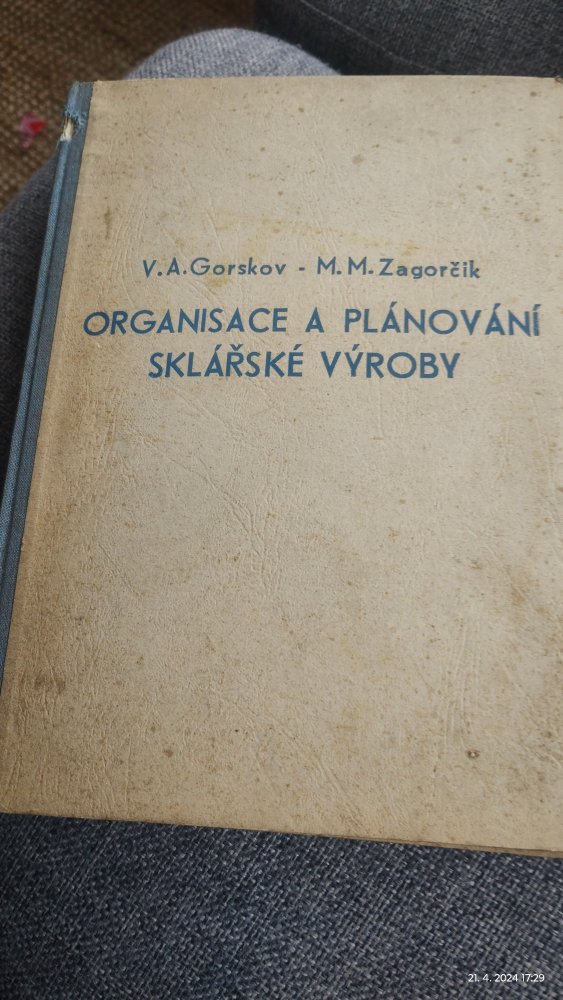 V. A. Gorskov - M. M. Zagorčik
ORGANISACE A PLÁNOVÁNÍ
SKLÁŘSKÉ VÝROBY
21. 4. 2024 17:29